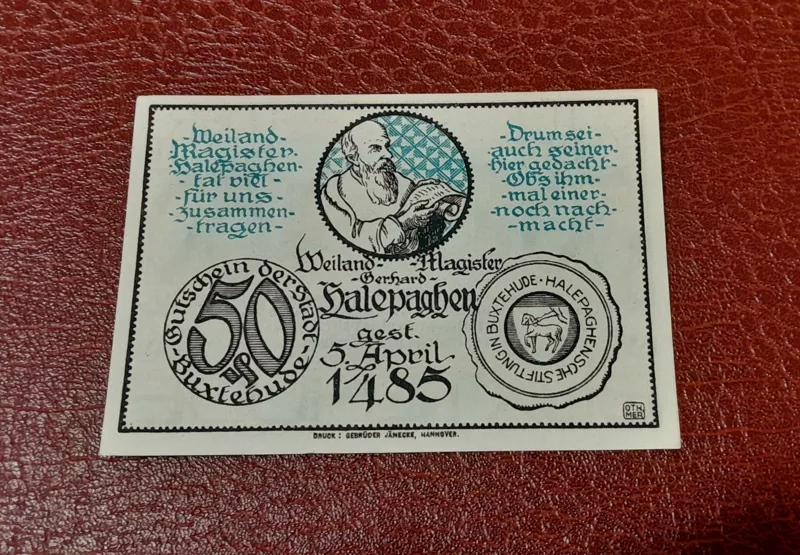 -Weiland-
Magister
Halepaghen-
tat viel
-für uns-
-zusammen-
-tragen-
-Drum sei-
auch seiner
hier gedacht-
Obs ihm-
-mal einer-
-noch nach-
-macht-
Weiland-Magister
-Gerhard-
Halepaghen
gest.
5. April
1485
Gutschein der Stadt
-Buxtehude-
50
BUXTEHUDE·HALEPAGHENSCHE STIFTUNG IN
OTH
MER
DRUCK: GEBRÜDER JÄNECKE, HANNOVER.